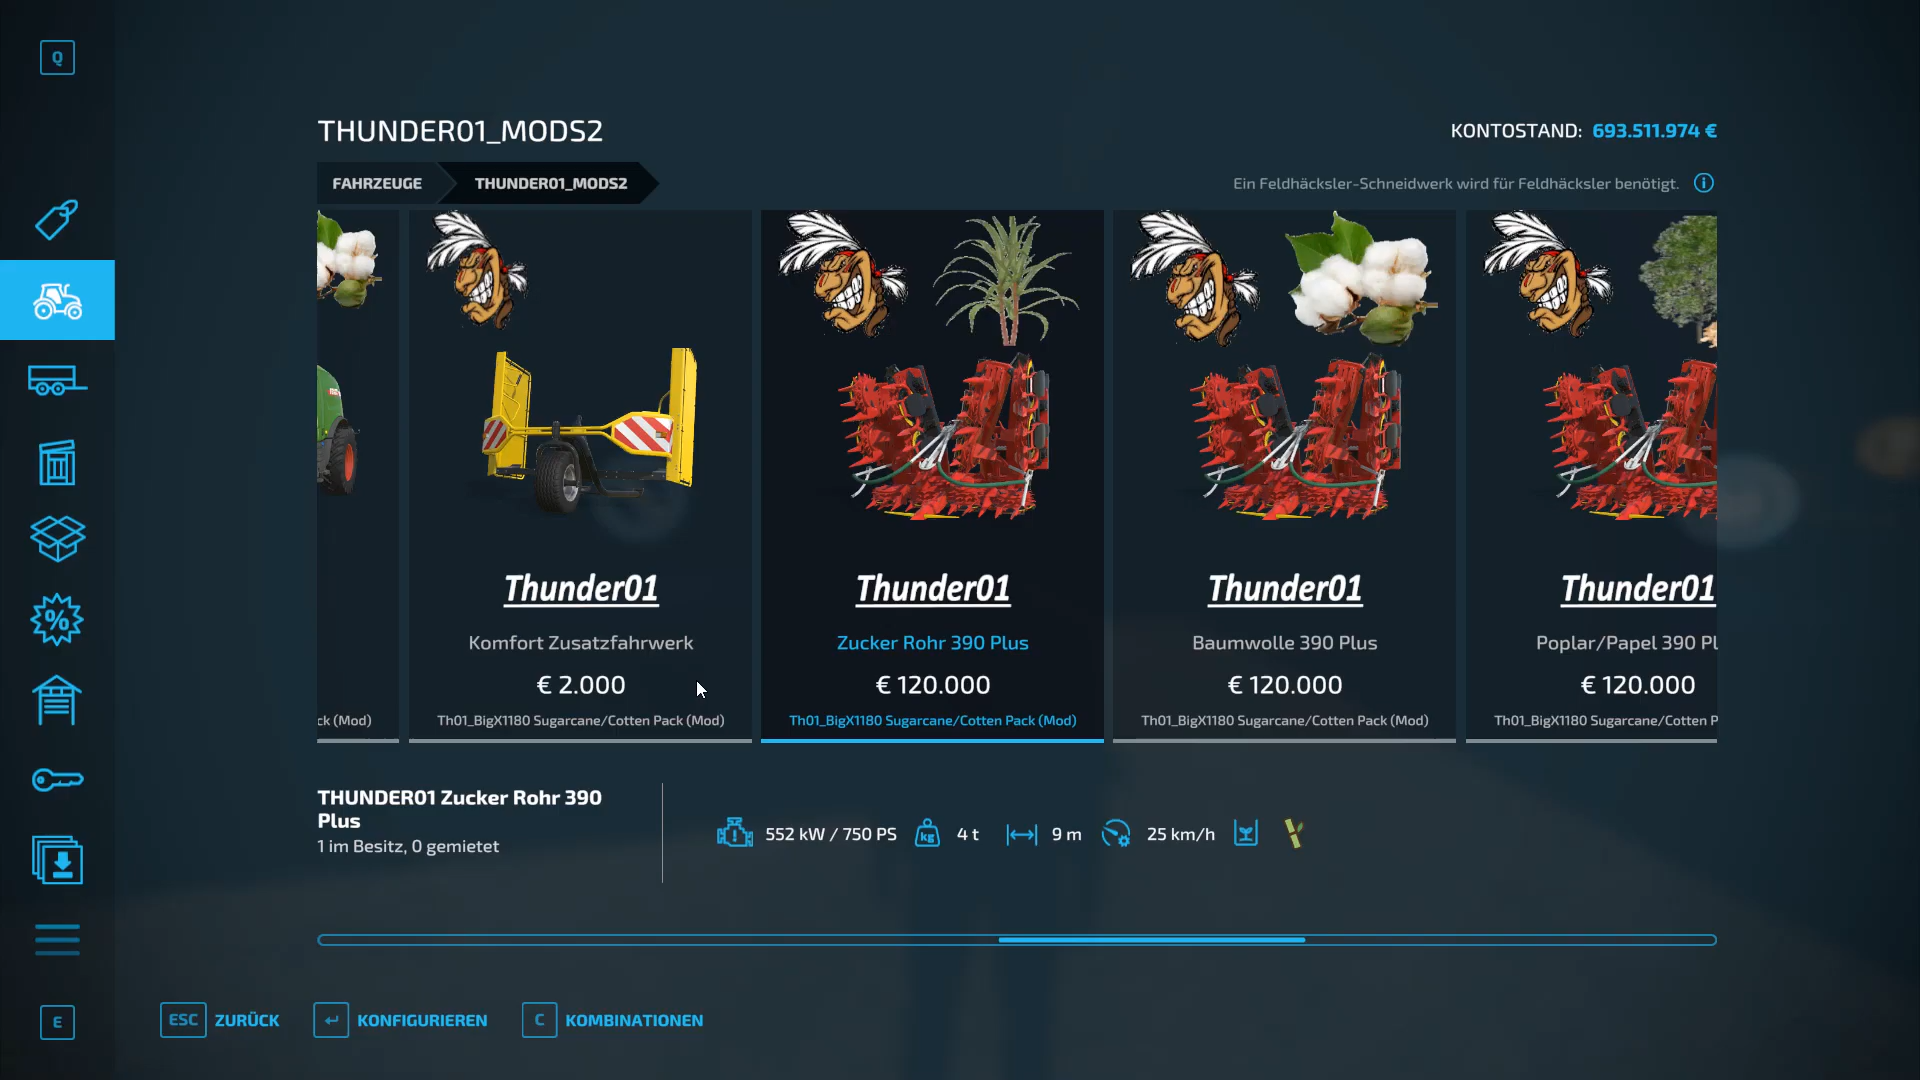 Q
THUNDER01_MODS2
KONTOSTAND: 693.511.974 €
FAHRZEUGE
THUNDER01_MODS2
Ein Feldhäcksler-Schneidwerk wird für Feldhäcksler benötigt.
Thunder01
Thunder01
Thunder01
Thunder01
Komfort Zusatzfahrwerk
Zucker Rohr 390 Plus
Baumwolle 390 Plus
Poplar/Papel 390 Pl
€ 2.000
€ 120.000
€ 120.000
€ 120.000
ck (Mod)
Th01_BigX1180 Sugarcane/Cotten Pack (Mod)
Th01_BigX1180 Sugarcane/Cotten Pack (Mod)
Th01_BigX1180 Sugarcane/Cotten Pack (Mod)
Th01_BigX1180 Sugarcane/Cotten P
THUNDER01 Zucker Rohr 390
Plus
1 im Besitz, 0 gemietet
kg
552 kW / 750 PS
4 t
9 m
25 km/h
%
E
ESC ZURÜCK
KONFIGURIEREN
C KOMBINATIONEN